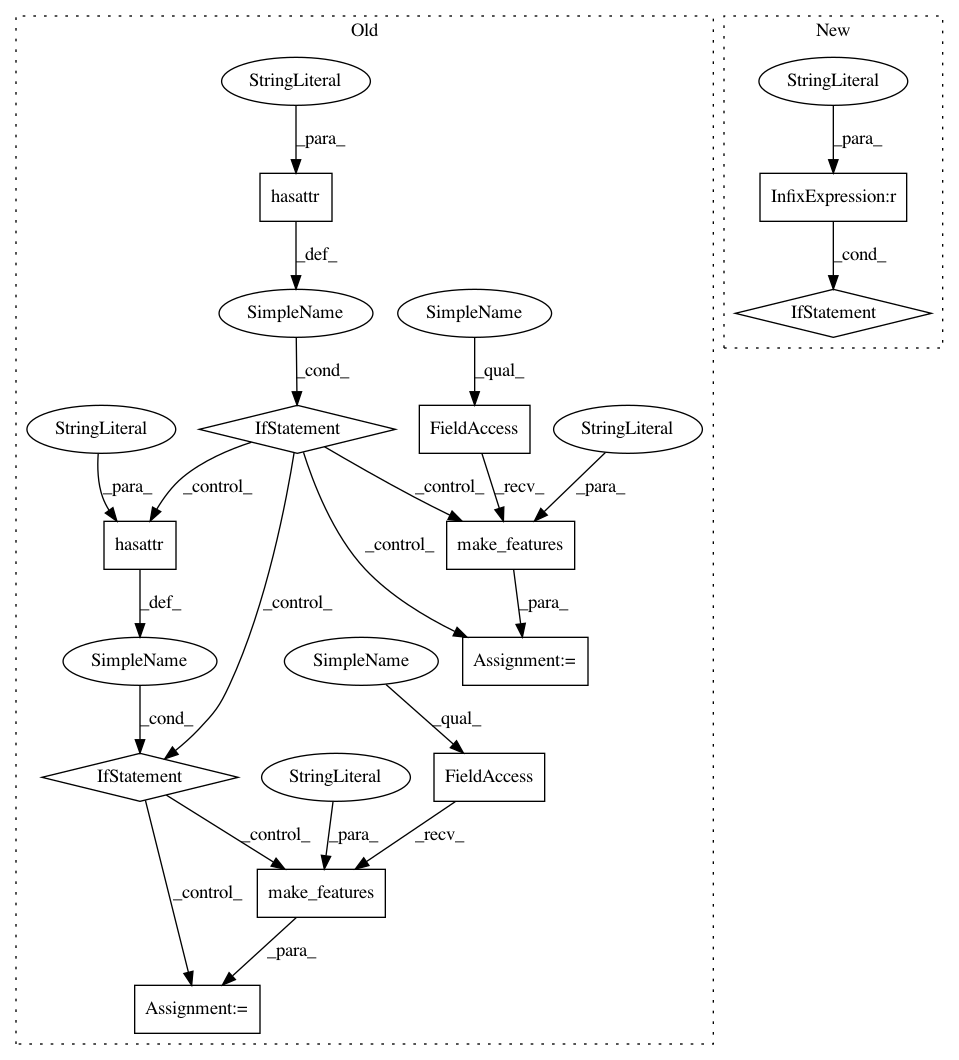 Old
New
StringLiteral
StringLiteral
_para_
_para_
hasattr
InfixExpression:r
_def_
_cond_
SimpleName
SimpleName
IfStatement
_cond_
_qual_
StringLiteral
IfStatement
FieldAccess
StringLiteral
_para_
_control_
_control_
_recv_
_para_
hasattr
_control_
make_features
_def_
_control_
_para_
SimpleName
SimpleName
Assignment:=
_cond_
_qual_
IfStatement
StringLiteral
FieldAccess
_control_
_para_
_recv_
_control_
make_features
_para_
Assignment:=